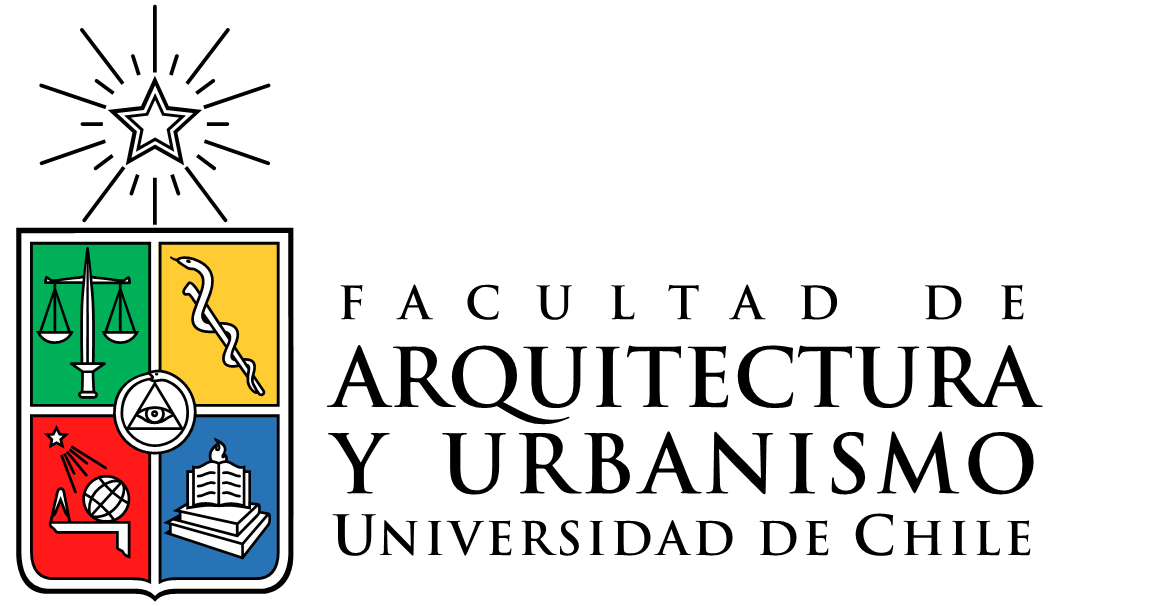 FACULTAD DE
ARQUITECTURA
Y URBANISMO
UNIVERSIDAD DE CHILE